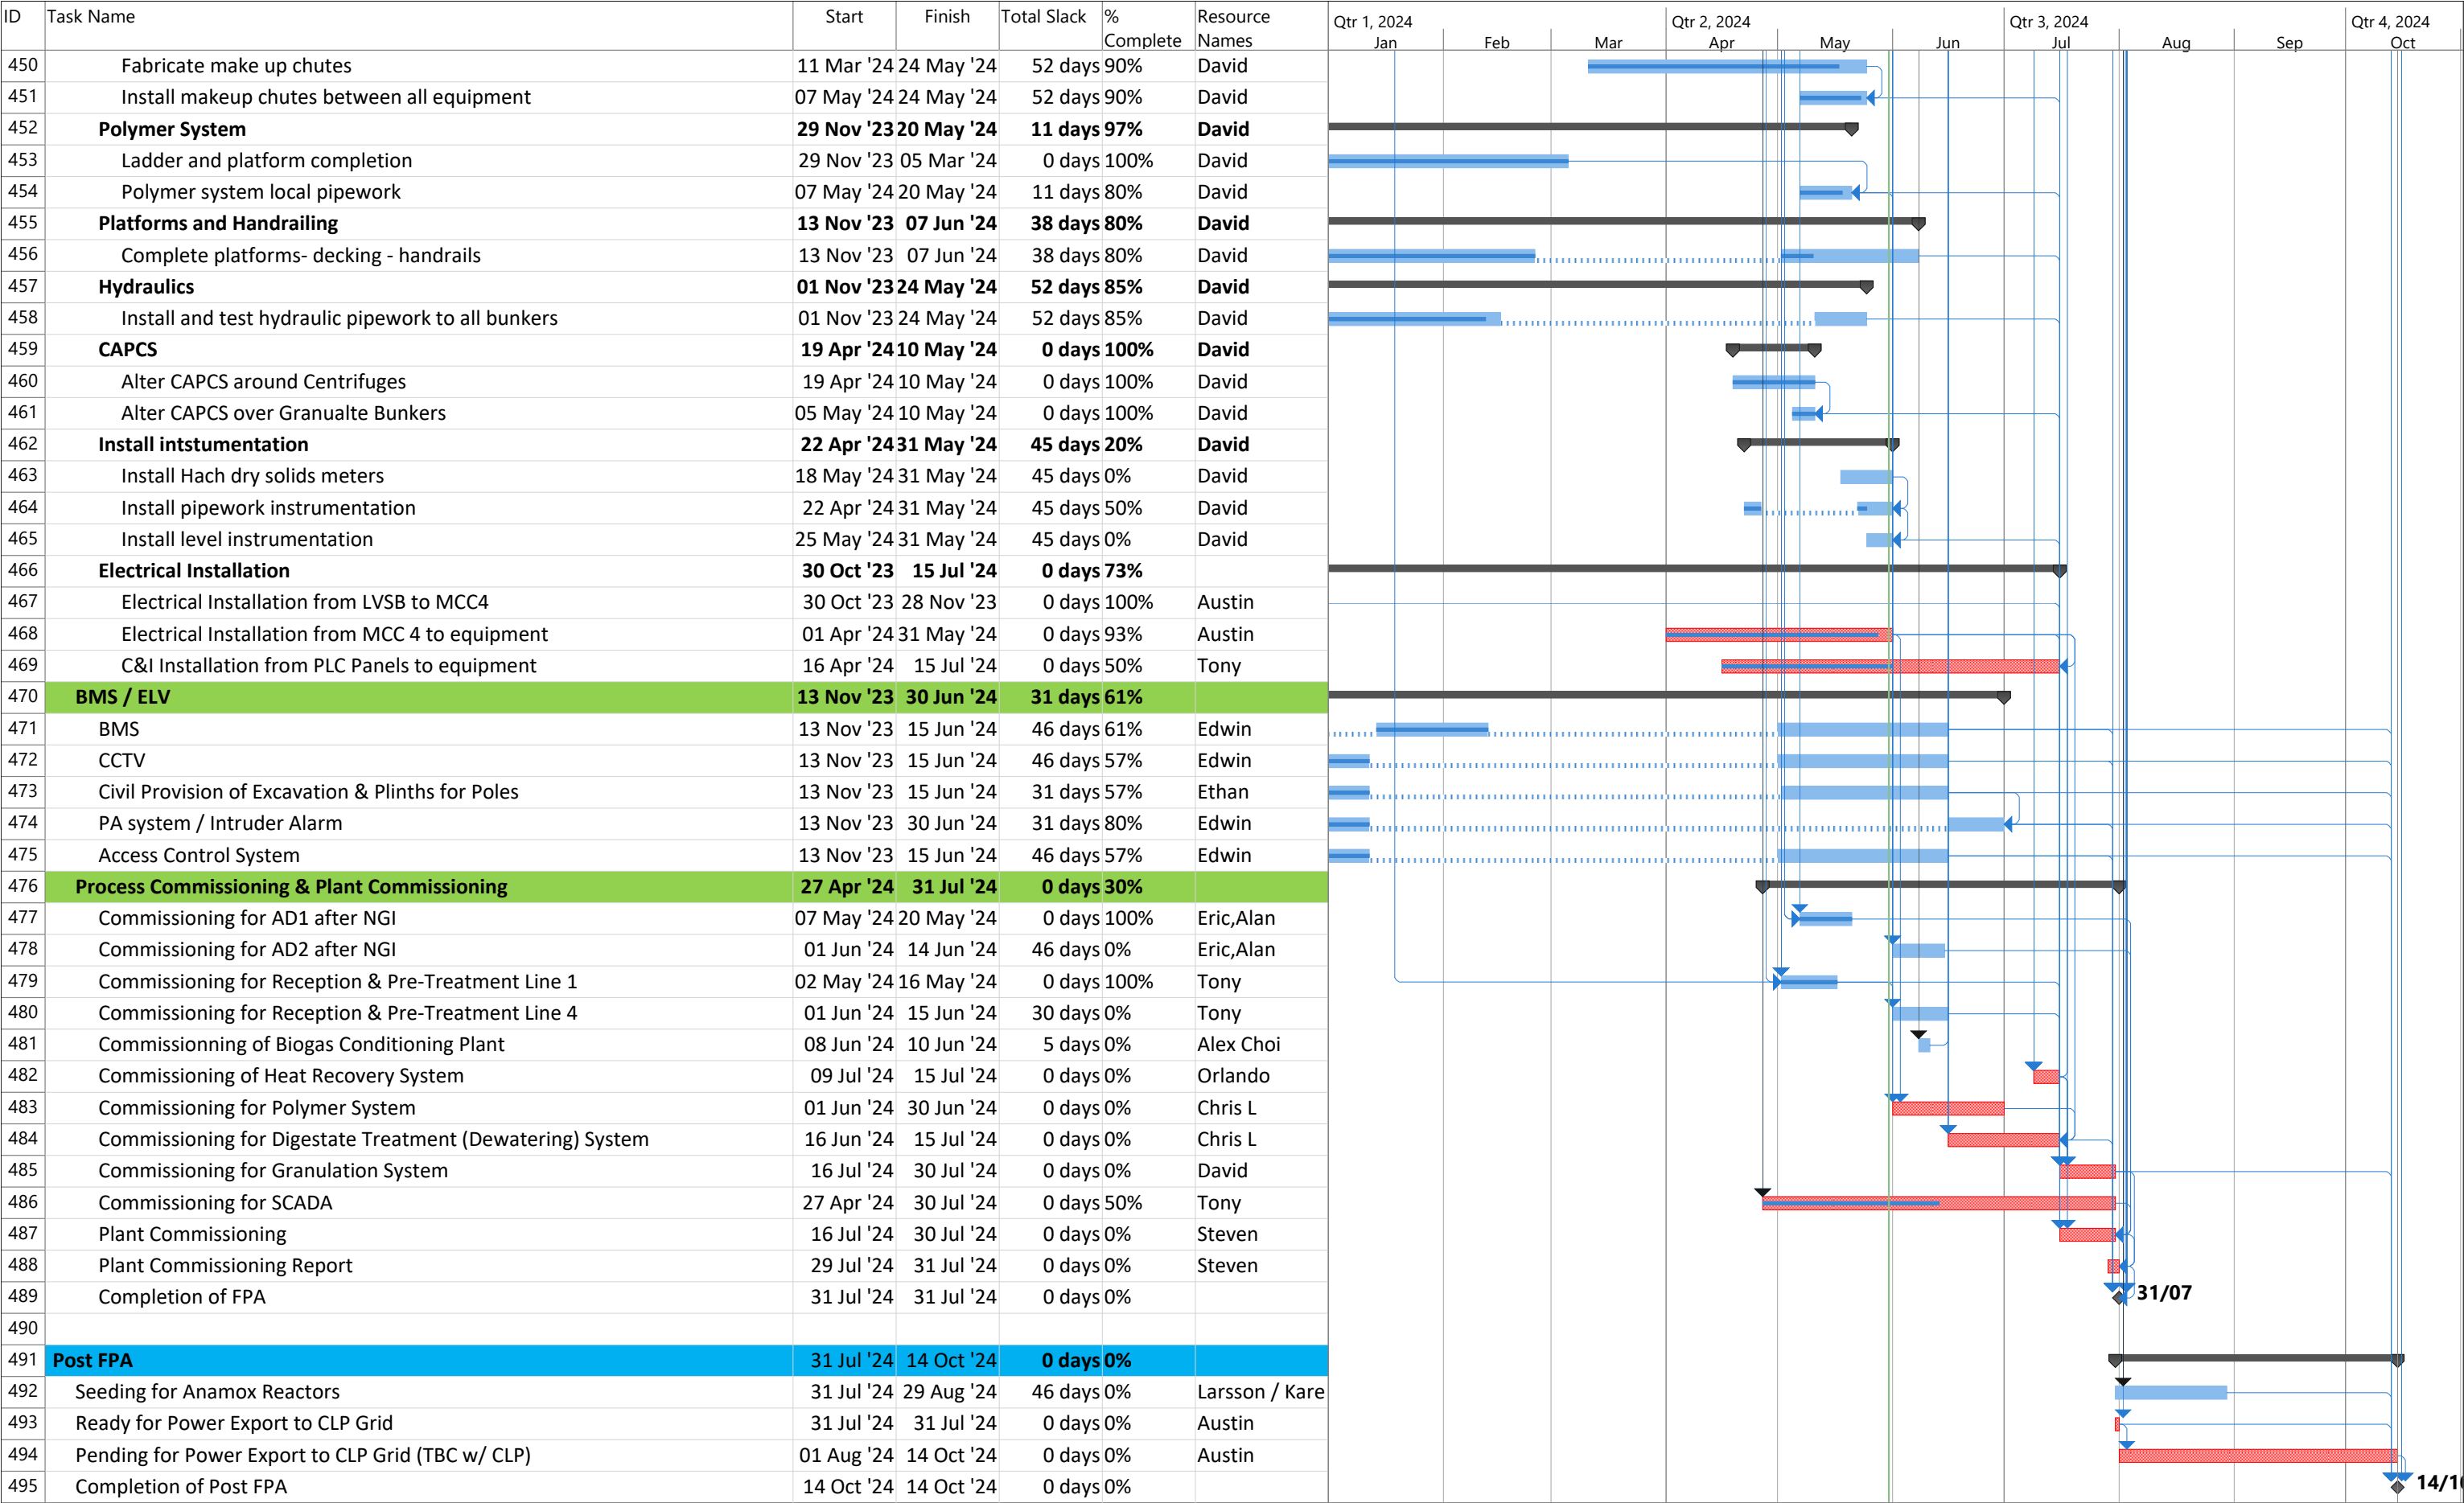 ID Task Name Start Finish Total Slack % Complete Resource Names Qtr 1, 2024 Qtr 2, 2024 Qtr 3, 2024 Qtr 4, 2024
Jan Feb Mar Apr May Jun Jul Aug Sep Oct
450 Fabricate make up chutes 11 Mar '24 24 May '24 52 days 90% David
451 Install makeup chutes between all equipment 07 May '24 24 May '24 52 days 90% David
452 Polymer System 29 Nov '23 20 May '24 11 days 97% David
453 Ladder and platform completion 29 Nov '23 05 Mar '24 0 days 100% David
454 Polymer system local pipework 07 May '24 20 May '24 11 days 80% David
455 Platforms and Handrailing 13 Nov '23 07 Jun '24 38 days 80% David
456 Complete platforms- decking - handrails 13 Nov '23 07 Jun '24 38 days 80% David
457 Hydraulics 01 Nov '23 24 May '24 52 days 85% David
458 Install and test hydraulic pipework to all bunkers 01 Nov '23 24 May '24 52 days 85% David
459 CAPCS 19 Apr '24 10 May '24 0 days 100% David
460 Alter CAPCS around Centrifuges 19 Apr '24 10 May '24 0 days 100% David
461 Alter CAPCS over Granualte Bunkers 05 May '24 10 May '24 0 days 100% David
462 Install intstumentation 22 Apr '24 31 May '24 45 days 20% David
463 Install Hach dry solids meters 18 May '24 31 May '24 45 days 0% David
464 Install pipework instrumentation 22 Apr '24 31 May '24 45 days 50% David
465 Install level instrumentation 25 May '24 31 May '24 45 days 0% David
466 Electrical Installation 30 Oct '23 15 Jul '24 0 days 73%
467 Electrical Installation from LVSB to MCC4 30 Oct '23 28 Nov '23 0 days 100% Austin
468 Electrical Installation from MCC 4 to equipment 01 Apr '24 31 May '24 0 days 93% Austin
469 C&I Installation from PLC Panels to equipment 16 Apr '24 15 Jul '24 0 days 50% Tony
470 BMS / ELV 13 Nov '23 30 Jun '24 31 days 61%
471 BMS 13 Nov '23 15 Jun '24 46 days 61% Edwin
472 CCTV 13 Nov '23 15 Jun '24 46 days 57% Edwin
473 Civil Provision of Excavation & Plinths for Poles 13 Nov '23 15 Jun '24 31 days 57% Ethan
474 PA system / Intruder Alarm 13 Nov '23 30 Jun '24 31 days 80% Edwin
475 Access Control System 13 Nov '23 15 Jun '24 46 days 57% Edwin
476 Process Commissioning & Plant Commissioning 27 Apr '24 31 Jul '24 0 days 30%
477 Commissioning for AD1 after NGI 07 May '24 20 May '24 0 days 100% Eric,Alan
478 Commissioning for AD2 after NGI 01 Jun '24 14 Jun '24 46 days 0% Eric,Alan
479 Commissioning for Reception & Pre-Treatment Line 1 02 May '24 16 May '24 0 days 100% Tony
480 Commissioning for Reception & Pre-Treatment Line 4 01 Jun '24 15 Jun '24 30 days 0% Tony
481 Commissionning of Biogas Conditioning Plant 08 Jun '24 10 Jun '24 5 days 0% Alex Choi
482 Commissioning of Heat Recovery System 09 Jul '24 15 Jul '24 0 days 0% Orlando
483 Commissioning for Polymer System 01 Jun '24 30 Jun '24 0 days 0% Chris L
484 Commissioning for Digestate Treatment (Dewatering) System 16 Jun '24 15 Jul '24 0 days 0% Chris L
485 Commissioning for Granulation System 16 Jul '24 30 Jul '24 0 days 0% David
486 Commissioning for SCADA 27 Apr '24 30 Jul '24 0 days 50% Tony
487 Plant Commissioning 16 Jul '24 30 Jul '24 0 days 0% Steven
488 Plant Commissioning Report 29 Jul '24 31 Jul '24 0 days 0% Steven
489 Completion of FPA 31 Jul '24 31 Jul '24 0 days 0% 31/07
490
491 Post FPA 31 Jul '24 14 Oct '24 0 days 0%
492 Seeding for Anamox Reactors 31 Jul '24 29 Aug '24 46 days 0% Larsson / Kare
493 Ready for Power Export to CLP Grid 31 Jul '24 31 Jul '24 0 days 0% Austin
494 Pending for Power Export to CLP Grid (TBC w/ CLP) 01 Aug '24 14 Oct '24 0 days 0% Austin
495 Completion of Post FPA 14 Oct '24 14 Oct '24 0 days 0%